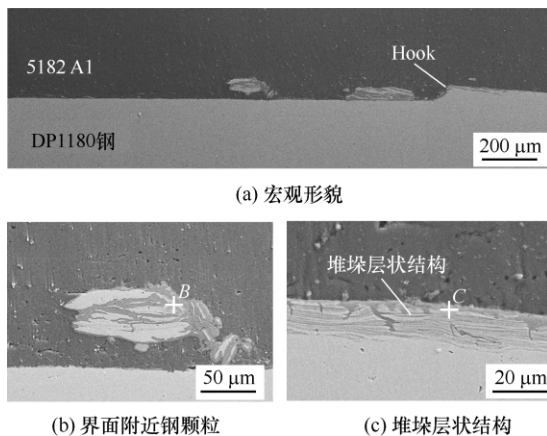 Hook
5182 A1
DP1180钢
200 μm
(a) 宏观形貌
B
50 μm
(b) 界面附近钢颗粒
堆垛层状结构
C
20 μm
(c) 堆垛层状结构